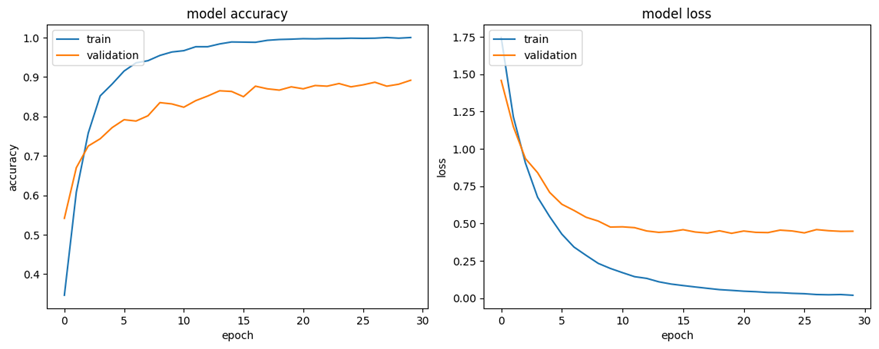 model accuracy
1.0
0.9
0.8
0.7
0.6
0.5
0.4
accuracy
train
validation
0 5 10 15 20 25 30
epoch
model loss
1.75
1.50
1.25
1.00
0.75
0.50
0.25
0.00
loss
train
validation
0 5 10 15 20 25 30
epoch